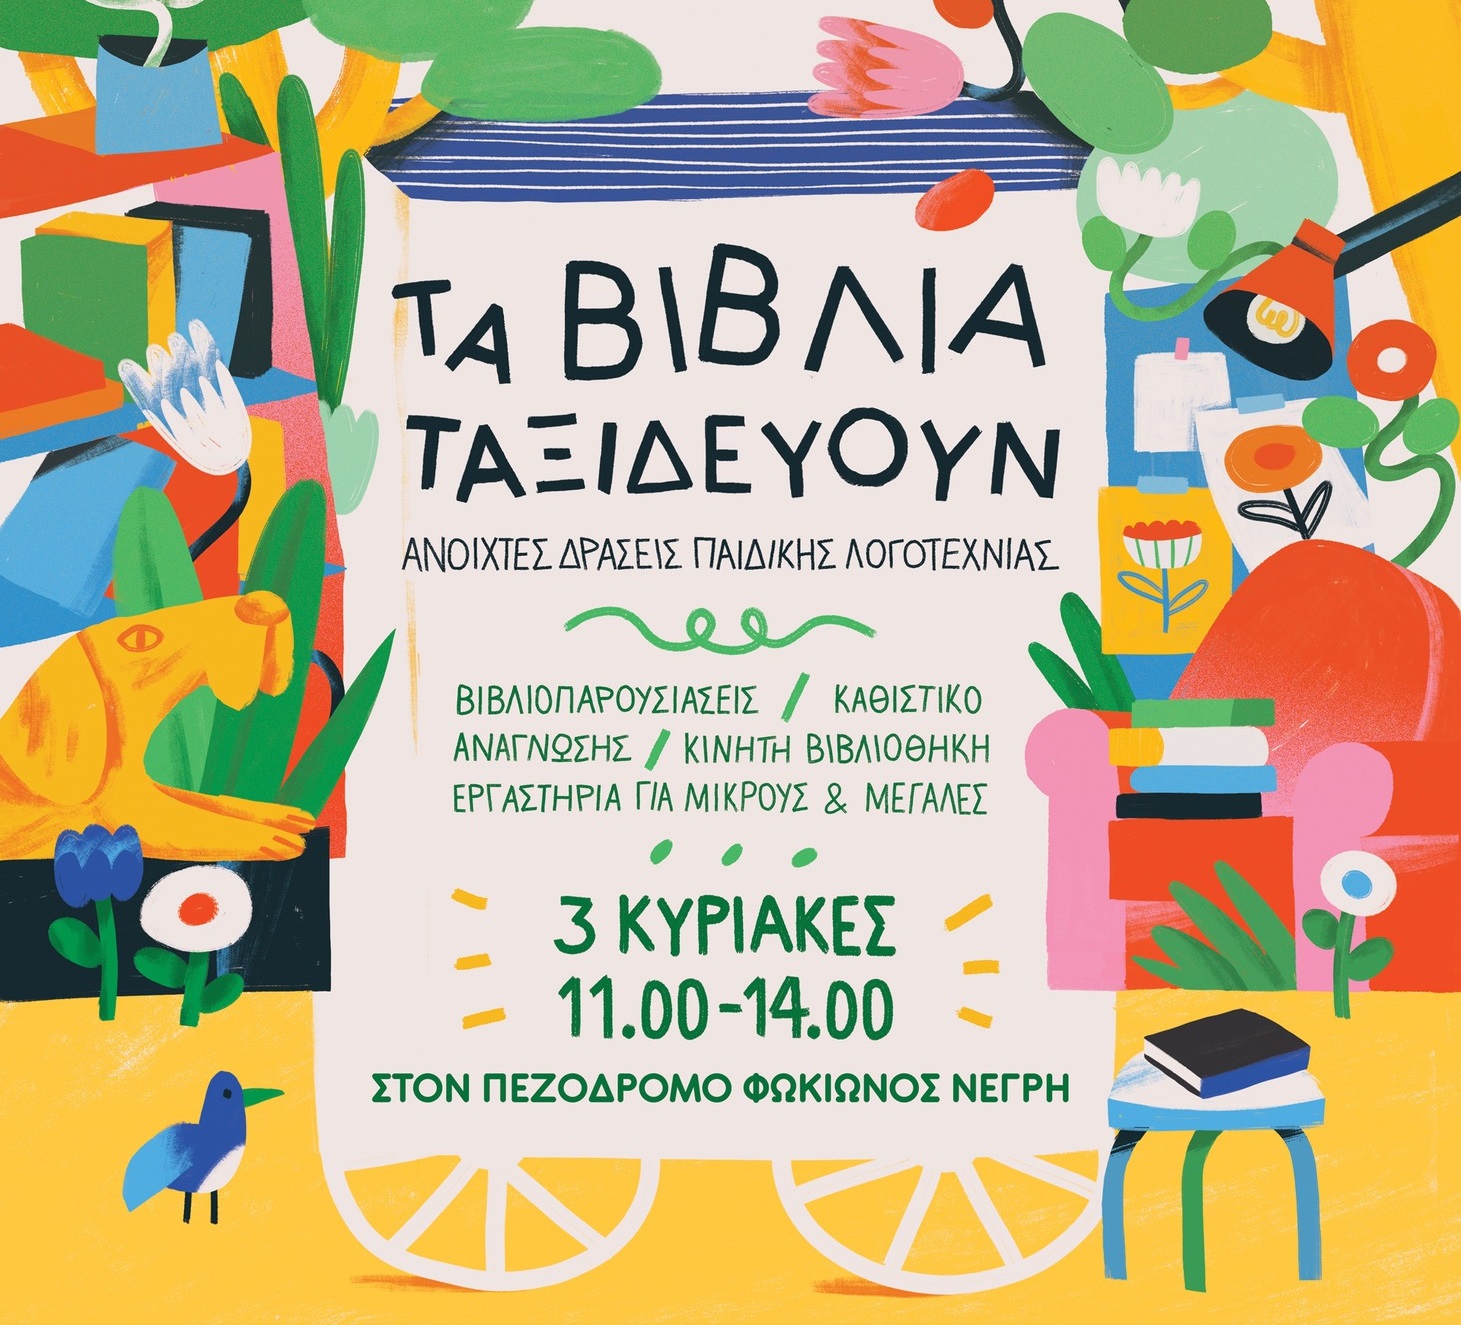 ΤΑ ΒΙΒΛΙΑ
ΤΑΞΙΔΕΥΟΥΝ
ΑΝΟΙΧΤΕΣ ΔΡΑΣΕΙΣ ΠΑΙΔΙΚΗΣ ΛΟΓΟΤΕΧΝΙΑΣ
ΒΙΒΛΙΟΠΑΡΟΥΣΙΑΣΕΙΣ / ΚΑΘΙΣΤΙΚΟ
ΑΝΑΓΝΩΣΗΣ / ΚΙΝΗΤΗ ΒΙΒΛΙΟΘΗΚΗ
ΕΡΓΑΣΤΗΡΙΑ ΓΙΑ ΜΙΚΡΟΥΣ & ΜΕΓΑΛΕΣ
3 ΚΥΡΙΑΚΕΣ
11.00-14.00
ΣΤΟΝ ΠΕΖΟΔΡΟΜΟ ΦΩΚΙΩΝΟΣ ΝΕΓΡΗ